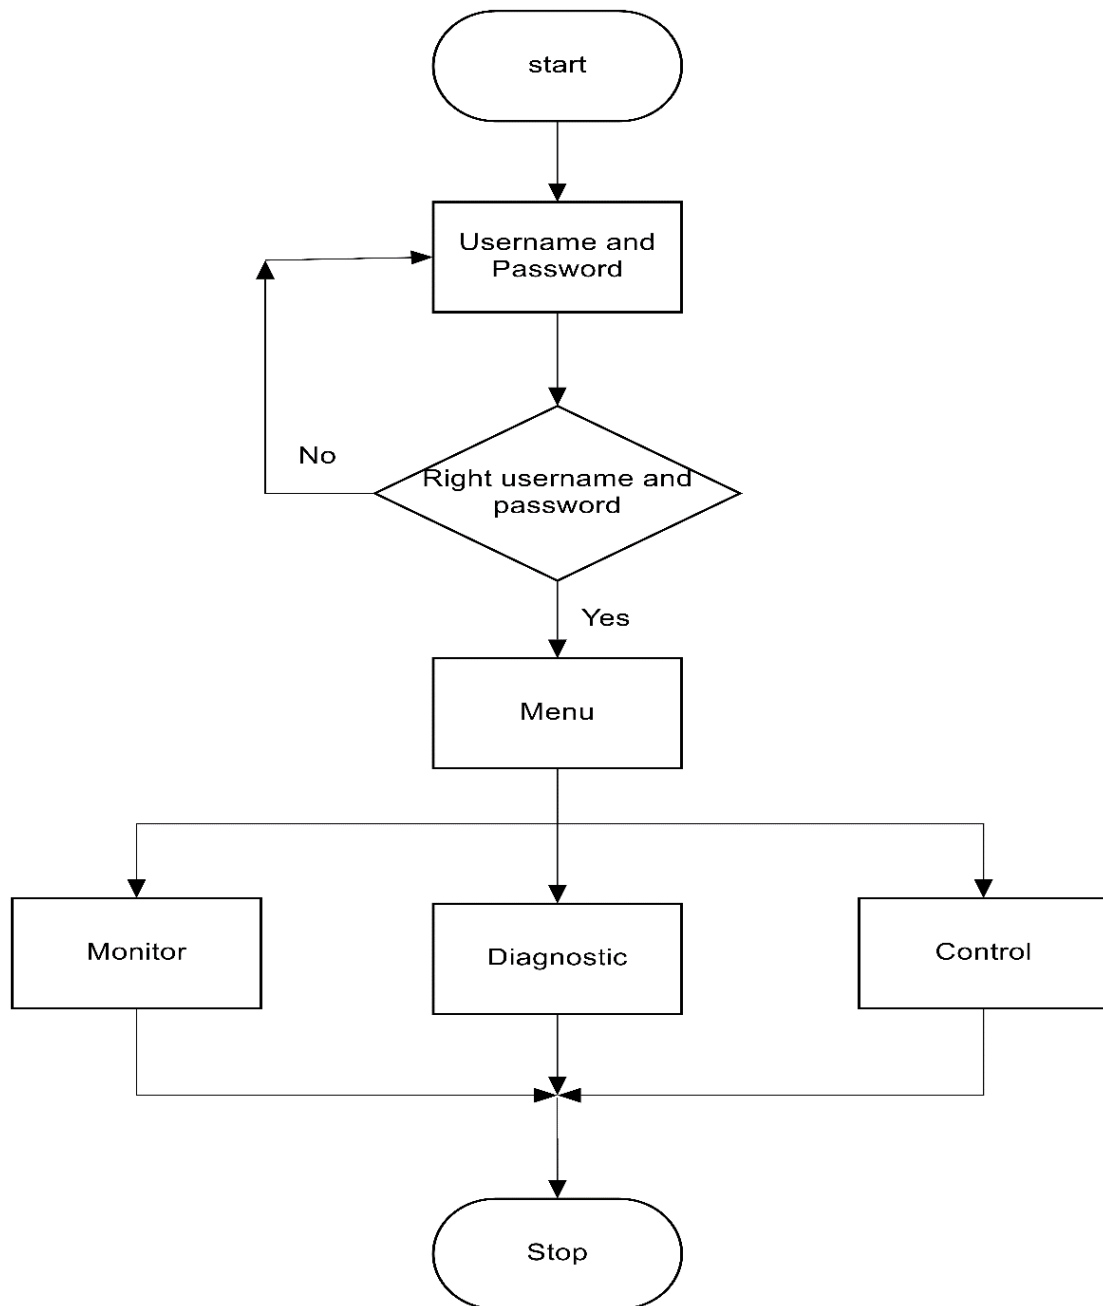 start
Username and
Password
No
Right username and
password
Yes
Menu
Monitor
Diagnostic
Control
Stop